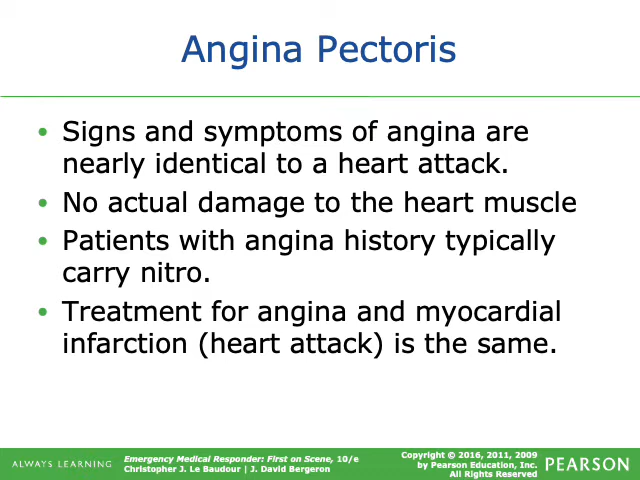 Angina Pectoris
• Signs and symptoms of angina are
nearly identical to a heart attack.
• No actual damage to the heart muscle
• Patients with angina history typically
carry nitro.
• Treatment for angina and myocardial
infarction (heart attack) is the same.
ALWAYS LEARNING
Emergency Medical Responder: First on Scene, 10/e
Christopher J. Le Baudour | J. David Bergeron
Copyright © 2016, 2011, 2009
by Pearson Education, Inc.
All Rights Reserved
PEARSON